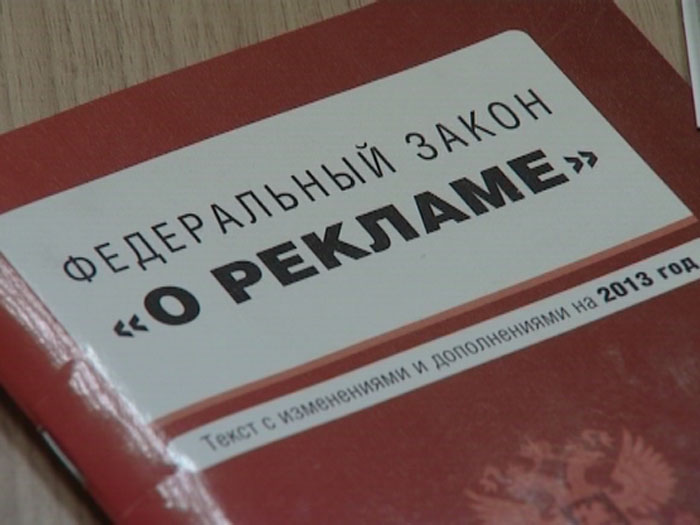 ФЕДЕРАЛЬНЫЙ ЗАКОН
«О РЕКЛАМЕ»
Текст с изменениями и дополнениями на 2013 год